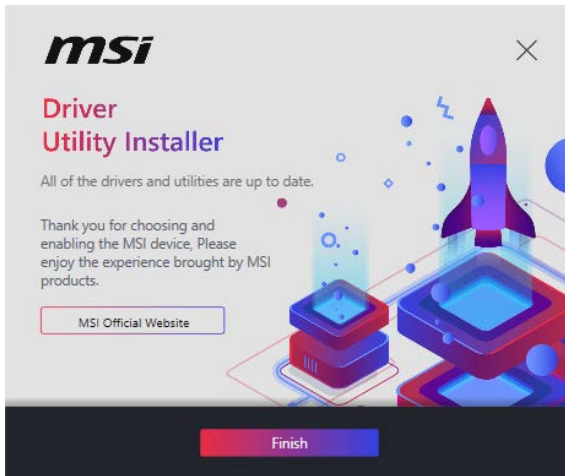 msi
Driver
Utility Installer
All of the drivers and utilities are up to date.
Thank you for choosing and
enabling the MSI device, Please
enjoy the experience brought by MSI
products.
MSI Official Website
Finish